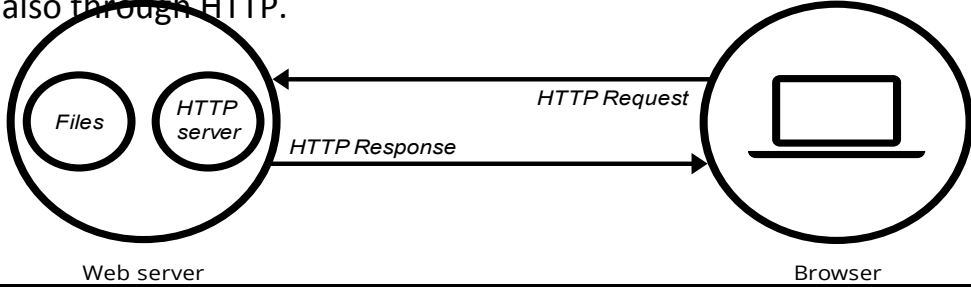 also through HTTP.
HTTP Request
Files
HTTP
server
HTTP Response
Web server
Browser